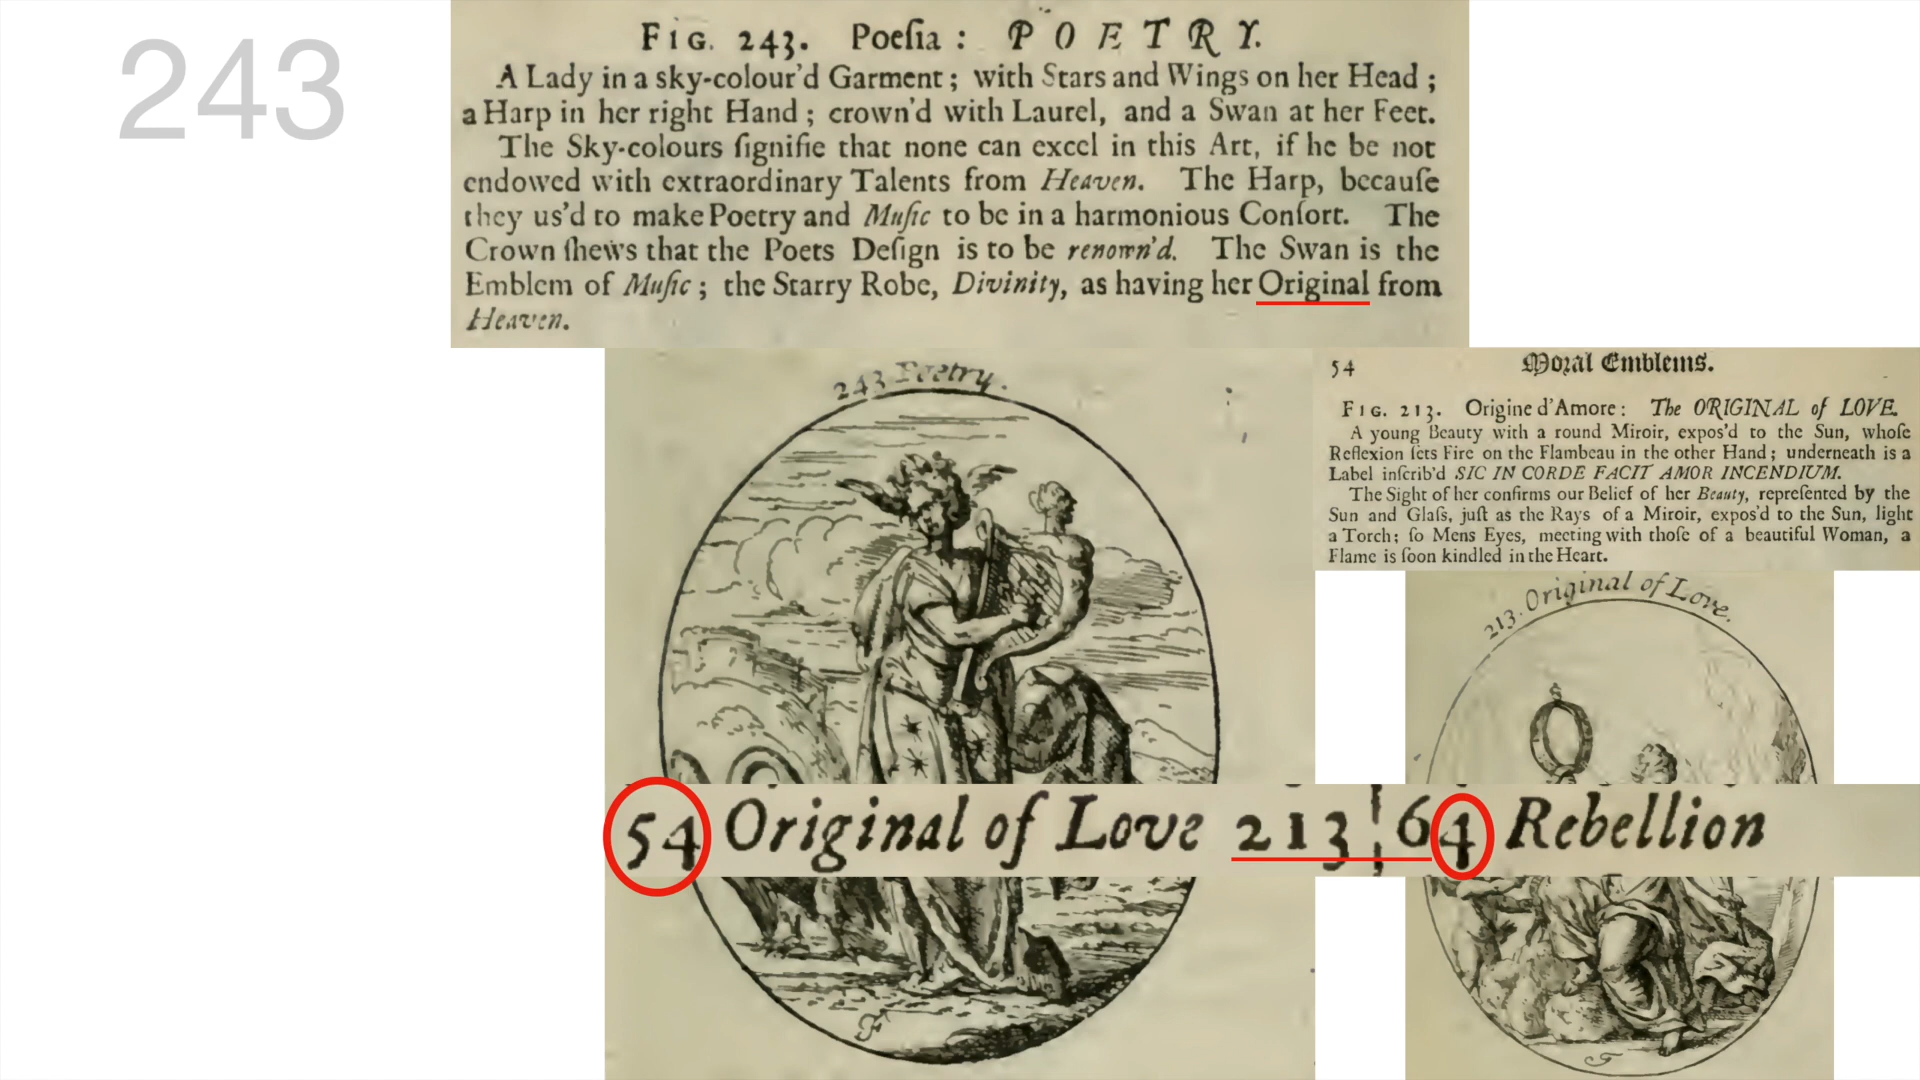 243
FIG. 243. Poeſia : POETRY.
A Lady in a sky-colour'd Garment ; with Stars and Wings on her Head ;
a Harp in her right Hand ; crown'd with Laurel, and a Swan at her Feet.
The Sky-colours ſignifie that none can excel in this Art, if he be not
endowed with extraordinary Talents from Heaven. The Harp, becauſe
they us'd to make Poetry and Muſic to be in a harmonious Conſort. The
Crown ſhews that the Poets Deſign is to be renown'd. The Swan is the
Emblem of Muſic ; the Starry Robe, Divinity, as having her Original from
Heaven.
243 Poetry.
54 Moral Emblems.
FIG. 213. Origine d'Amore : The ORIGINAL of LOVE.
A young Beauty with a round Miroir, expos'd to the Sun, whoſe
Reflexion ſets Fire on the Flambeau in the other Hand ; underneath is a
Label inſcrib'd SIC IN CORDE FACIT AMOR INCENDIUM.
The Sight of her confirms our Belief of her Beauty, repreſented by the
Sun and Glaſs, juſt as the Rays of a Miroir, expos'd to the Sun, light
a Torch ; ſo Mens Eyes, meeting with thoſe of a beautiful Woman, a
Flame is ſoon kindled in the Heart.
213. Original of Love.
54 Original of Love 213 64 Rebellion
F